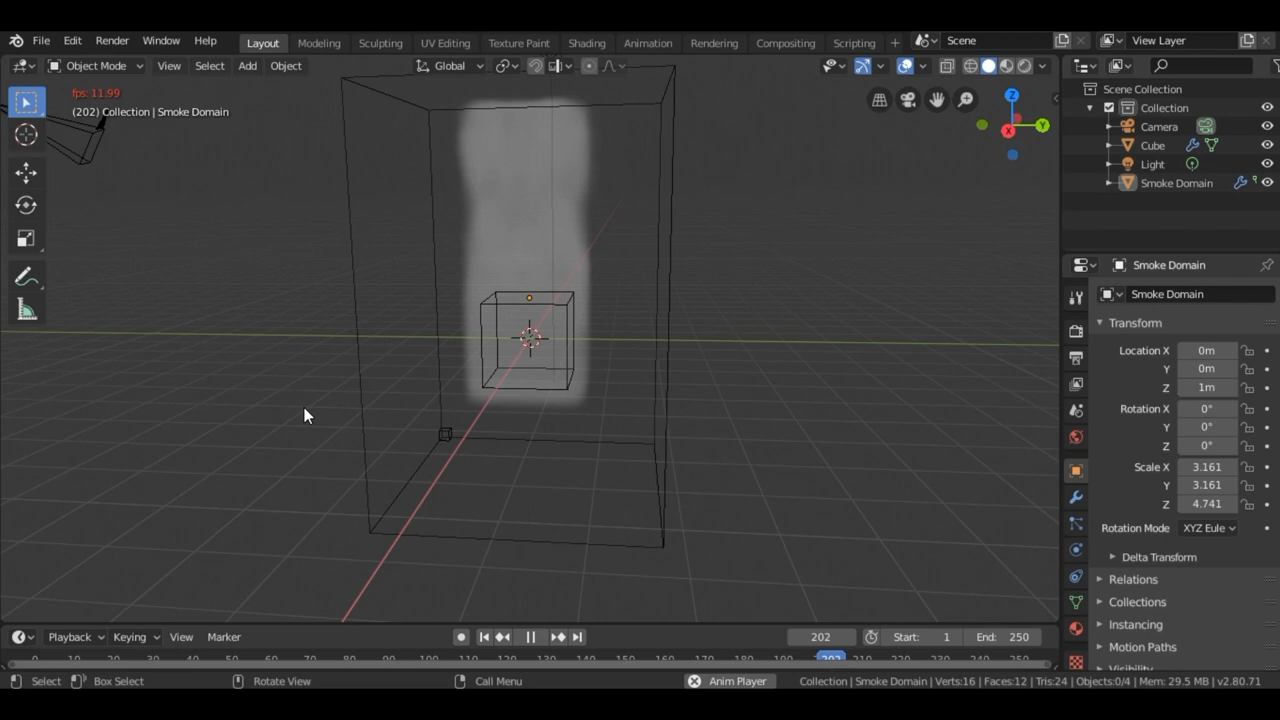 File Edit Render Window Help Layout Modeling Sculpting UV Editing Texture Paint Shading Animation Rendering Compositing Scripting + Scene View Layer
Object Mode View Select Add Object Global
fps: 11.99
(202) Collection | Smoke Domain
Z
Y
X
Scene Collection
Collection
Camera
Cube
Light
Smoke Domain
Smoke Domain
Smoke Domain
Transform
Location X 0m
Y 0m
Z 1m
Rotation X 0°
Y 0°
Z 0°
Scale X 3.161
Y 3.161
Z 4.741
Rotation Mode XYZ Eule
Delta Transform
Relations
Collections
Instancing
Motion Paths
Visibility
Playback Keying View Marker 202 Start: 1 End: 250
0 10 20 30 40 50 60 70 80 90 100 110 120 130 140 150 160 170 180 190 202 210 220 230 240 250
Select Box Select Rotate View Call Menu Anim Player Collection | Smoke Domain | Verts:16 | Faces:12 | Tris:24 | Objects:0/4 | Mem: 29.5 MB | v2.80.71